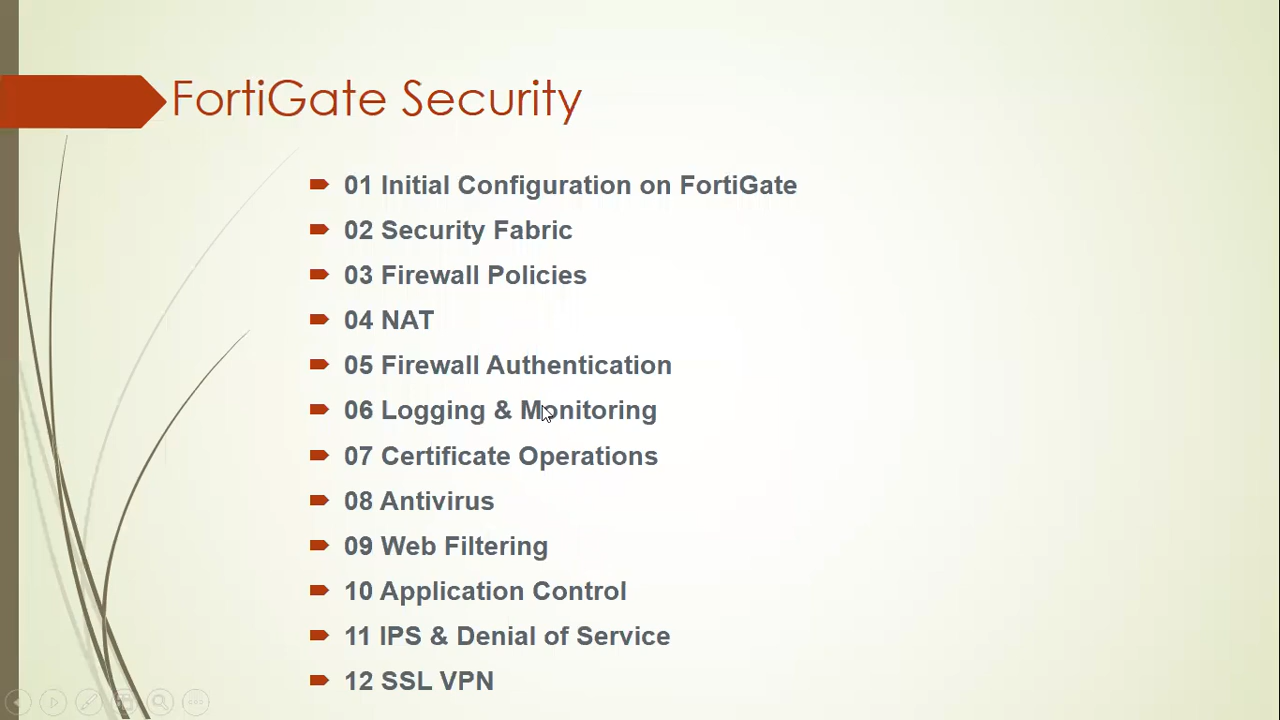 FortiGate Security
01 Initial Configuration on FortiGate
02 Security Fabric
03 Firewall Policies
04 NAT
05 Firewall Authentication
06 Logging & Monitoring
07 Certificate Operations
08 Antivirus
09 Web Filtering
10 Application Control
11 IPS & Denial of Service
12 SSL VPN